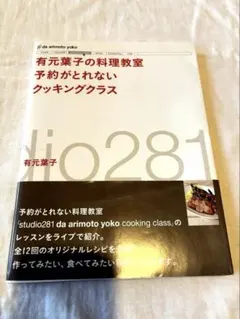 da arimoto yoko
有元葉子の料理教室
予約がとれない
クッキングクラス
dio281
有元葉子
予約がとれない料理教室
「studio281 da arimoto yoko cooking class」の
レッスンをライブで紹介。
全12回のオリジナルレシピを
作ってみたい、食べてみたい
す。